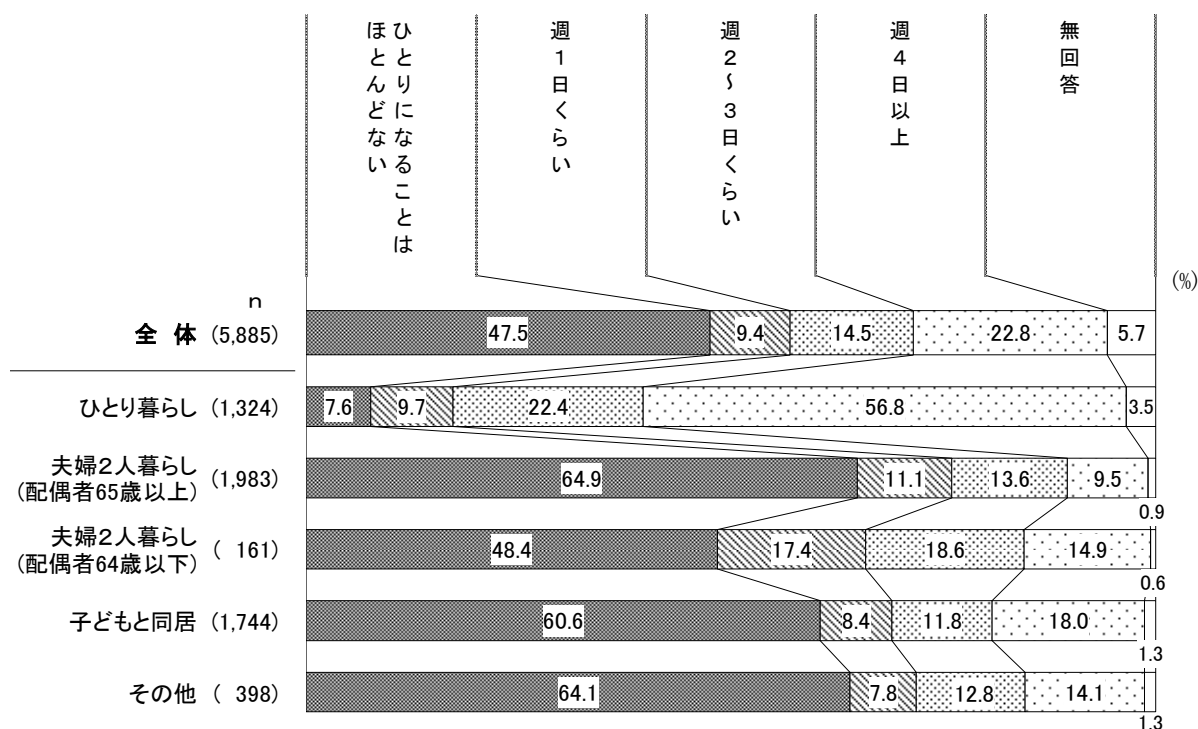 ひとりになることは
ほとんどない
週１日くらい
週２～３日くらい
週４日以上
無回答
(%)
ｎ
全 体 (5,885) 47.5 9.4 14.5 22.8 5.7
ひとり暮らし (1,324) 7.6 9.7 22.4 56.8 3.5
夫婦２人暮らし
(配偶者65歳以上) (1,983) 64.9 11.1 13.6 9.5 0.9
夫婦２人暮らし
(配偶者64歳以下) ( 161) 48.4 17.4 18.6 14.9 0.6
子どもと同居 (1,744) 60.6 8.4 11.8 18.0 1.3
その他 ( 398) 64.1 7.8 12.8 14.1 1.3